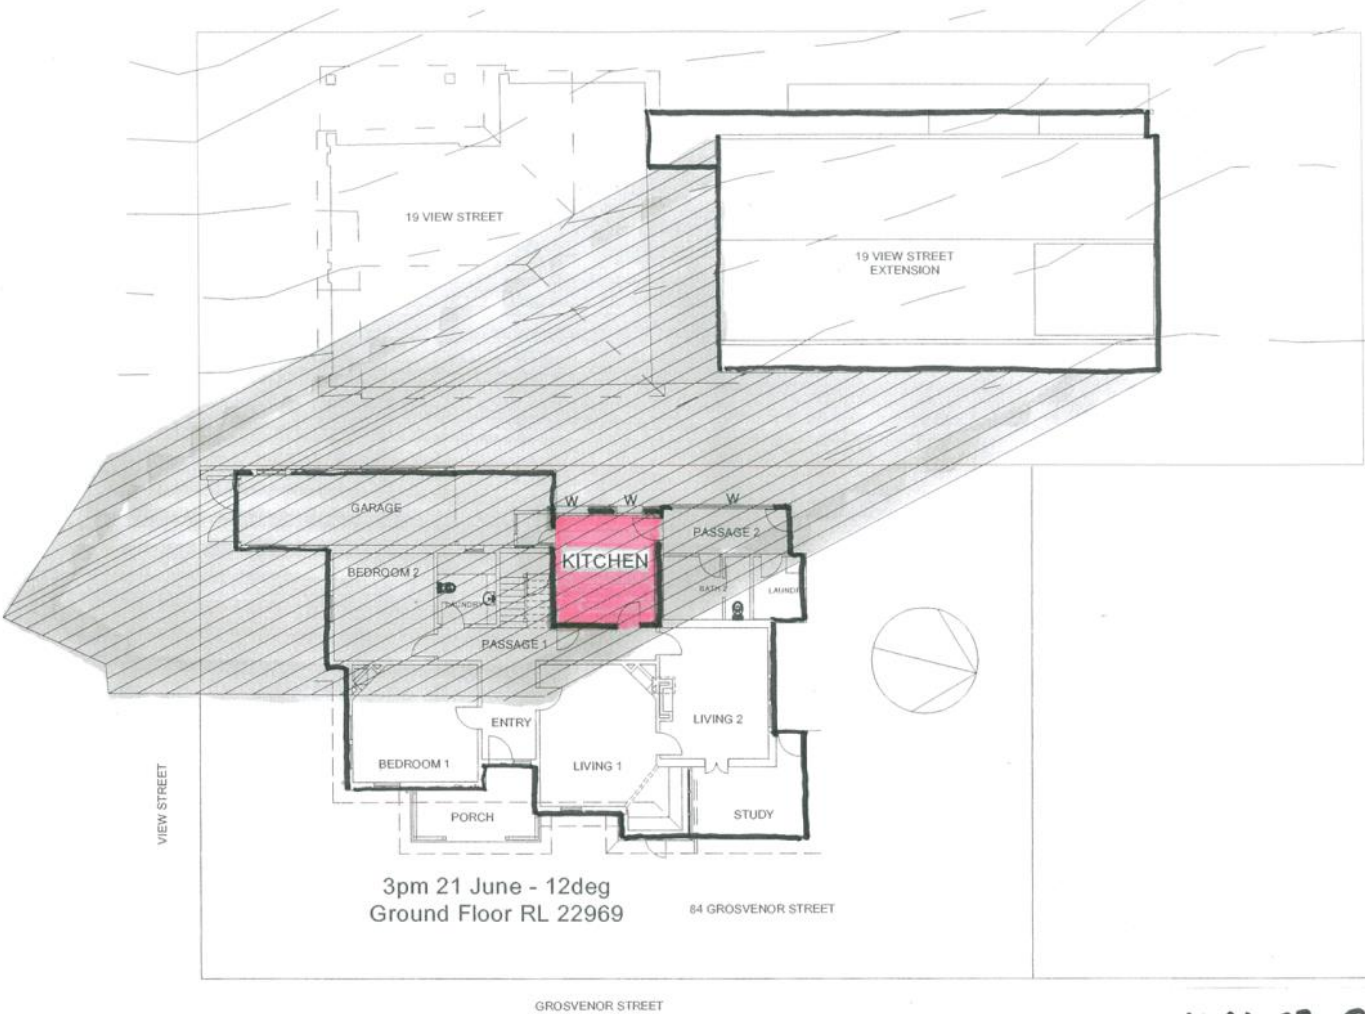 19 VIEW STREET
19 VIEW STREET
EXTENSION
W
W
W
GARAGE
PASSAGE 2
KITCHEN
BEDROOM 2
BATH 2
LAUNDRY
PASSAGE 1
LIVING 2
ENTRY
BEDROOM 1
LIVING 1
PORCH
STUDY
VIEW STREET
3pm 21 June - 12deg
Ground Floor RL 22969
84 GROSVENOR STREET
GROSVENOR STREET